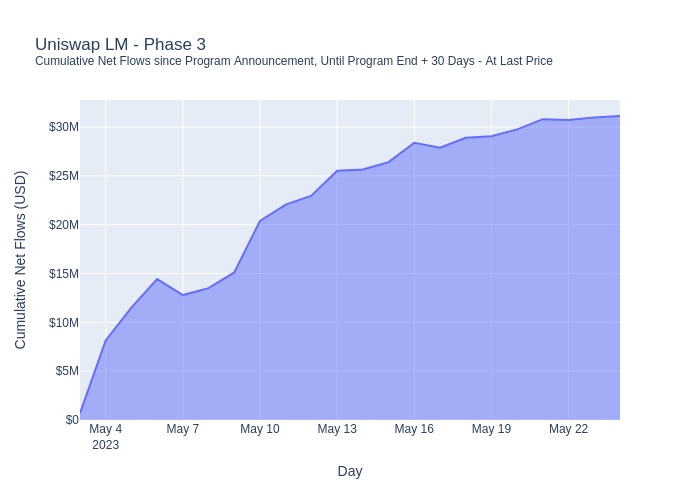 Uniswap LM - Phase 3
Cumulative Net Flows since Program Announcement, Until Program End + 30 Days - At Last Price
Cumulative Net Flows (USD)
$30M
$25M
$20M
$15M
$10M
$5M
$0
May 4 May 7 May 10 May 13 May 16 May 19 May 22
2023
Day